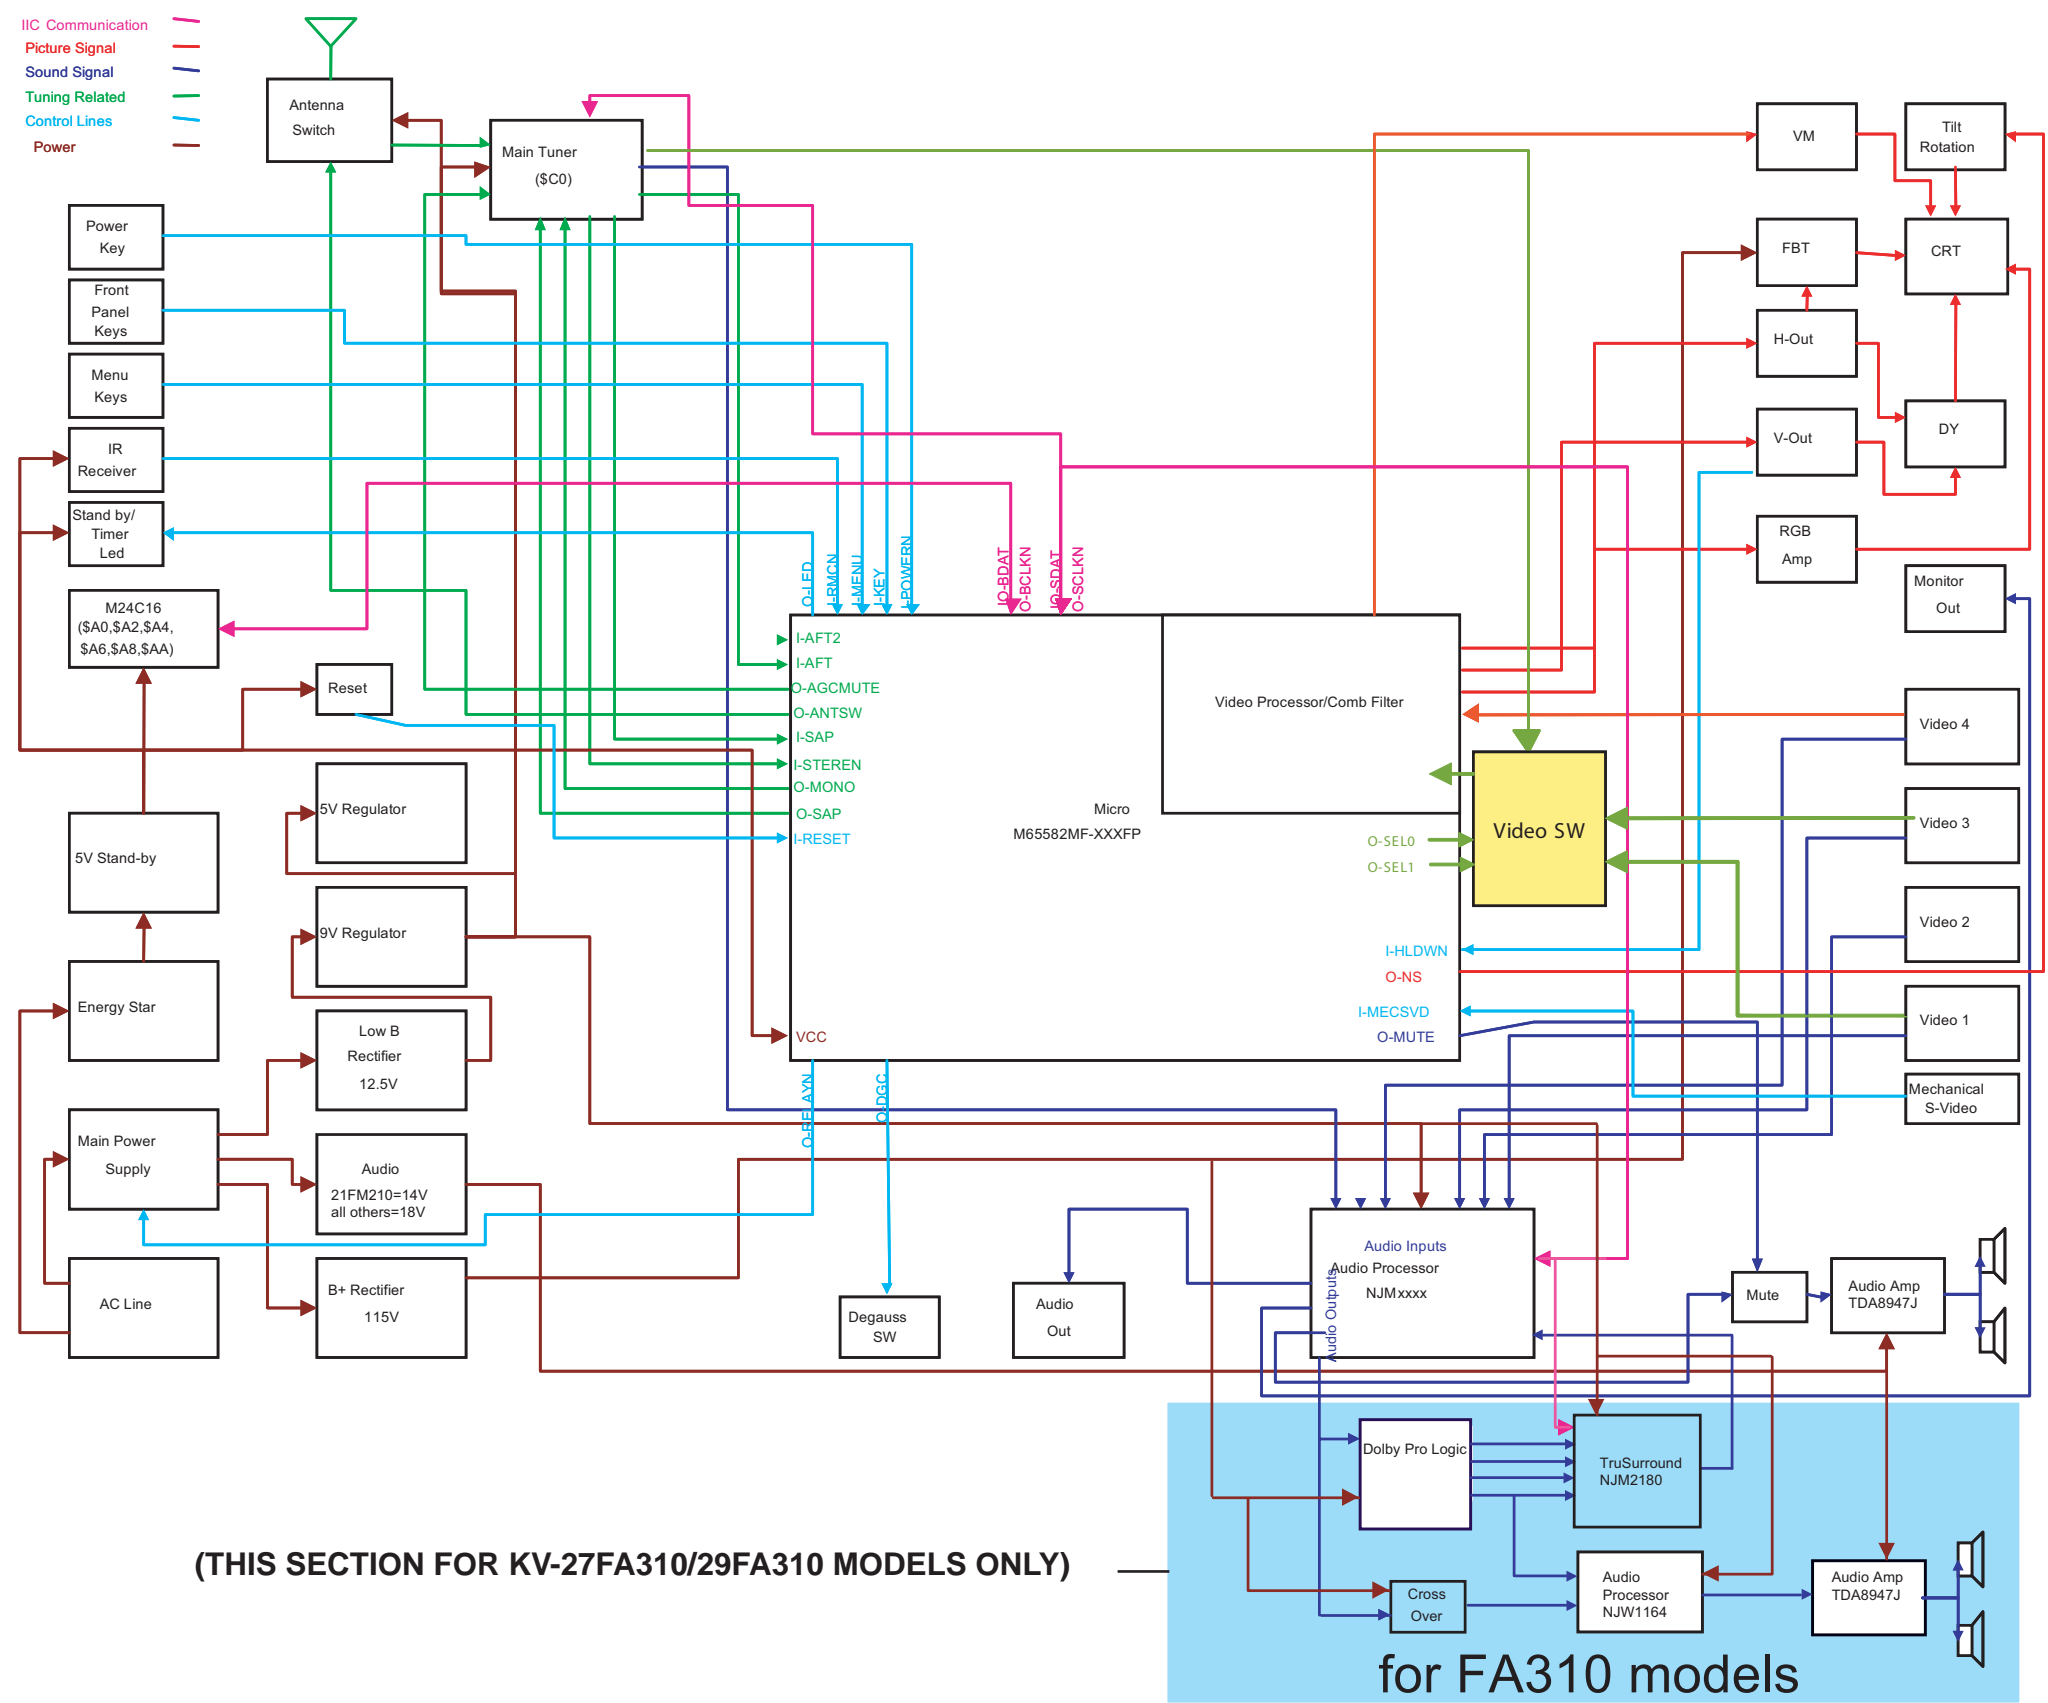 IIC Communication
Picture Signal
Sound Signal
Tuning Related
Control Lines
Power
Antenna
Switch
Main Tuner
($C0)
VM
Tilt
Rotation
Power
Key
FBT
CRT
Front
Panel
Keys
H-Out
Menu
Keys
V-Out
DY
IR
Receiver
Stand by/
Timer
Led
RGB
Amp
Monitor
Out
M24C16
($A0,$A2,$A4,
$A6,$A8,$AA)
O-LED
I-RMCN
I-MENU
I-KEY
I-POWERN
IO-BDAT
O-BCLKN
IO-SDAT
O-SCLKN
Reset
I-AFT2
I-AFT
O-AGCMUTE
O-ANTSW
I-SAP
I-STEREN
O-MONO
O-SAP
I-RESET
Video Processor/Comb Filter
Micro
M65582MF-XXXFP
O-SEL0
O-SEL1
Video SW
Video 4
Video 3
Video 2
Video 1
Mechanical
S-Video
5V Regulator
5V Stand-by
9V Regulator
Energy Star
Low B
Rectifier
12.5V
I-HLDWN
O-NS
I-MECSVD
O-MUTE
VCC
O-RELAYN
O-DGC
Main Power
Supply
Audio
21FM210=14V
all others=18V
AC Line
B+ Rectifier
115V
Degauss
SW
Audio
Out
Audio Inputs
Audio Processor
NJMxxxx
Audio Outputs
Mute
Audio Amp
TDA8947J
Dolby Pro Logic
TruSurround
NJM2180
(THIS SECTION FOR KV-27FA310/29FA310 MODELS ONLY)
Cross
Over
Audio
Processor
NJW1164
Audio Amp
TDA8947J
for FA310 models